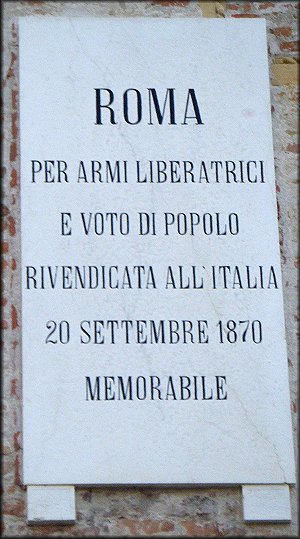 ROMA
PER ARMI LIBERATRICI
E VOTO DI POPOLO
RIVENDICATA ALL'ITALIA
20 SETTEMBRE 1870
MEMORABILE